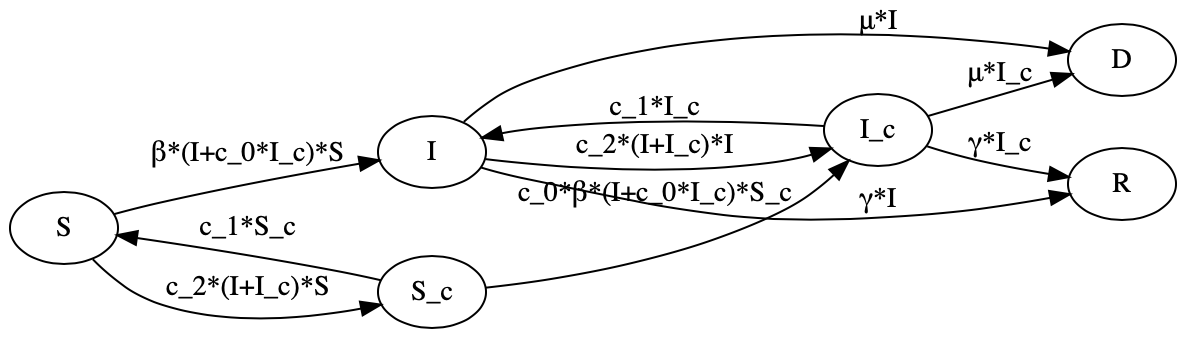 μ*I
D
μ*I_c
c_1*I_c
I_c
β*(I+c_0*I_c)*S
I
c_2*(I+I_c)*I
γ*I_c
R
c_0*β*(I+c_0*I_c)*S_c
γ*I
S
c_1*S_c
c_2*(I+I_c)*S
S_c